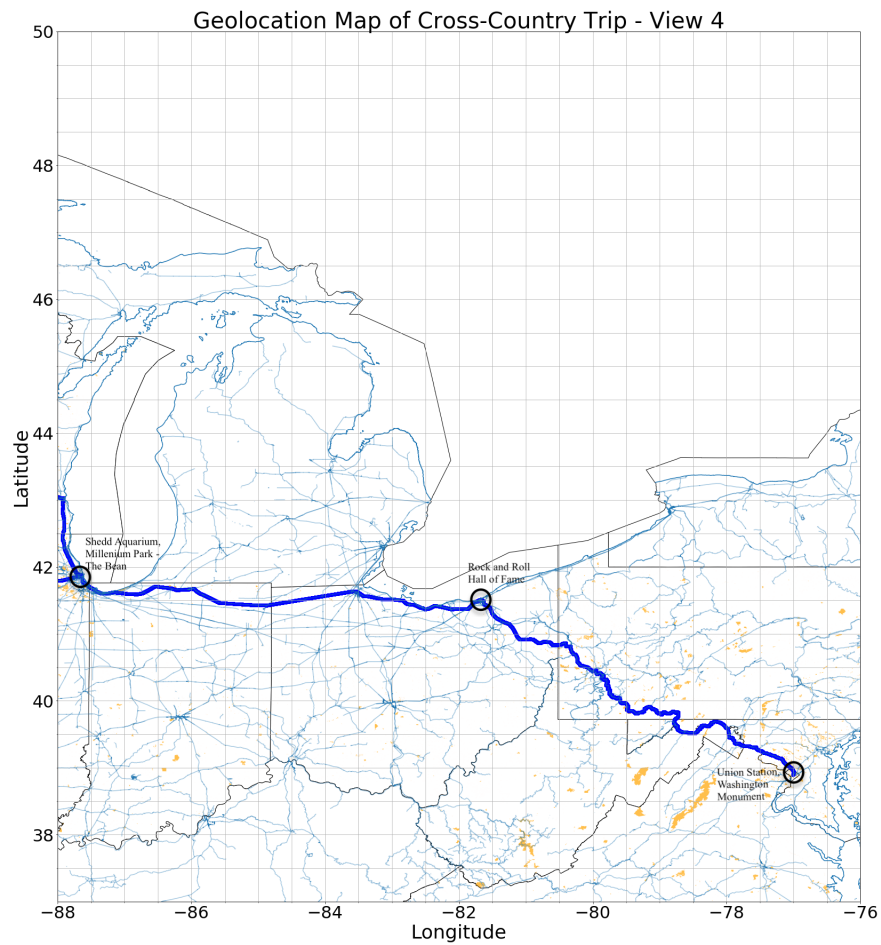 Geolocation Map of Cross-Country Trip - View 4
50
48
46
44
42
40
38
Latitude
Shedd Aquarium,
Millenium Park -
The Bean
Rock and Roll
Hall of Fame
Union Station,
Washington
Monument
−88
−86
−84
−82
−80
−78
−76
Longitude